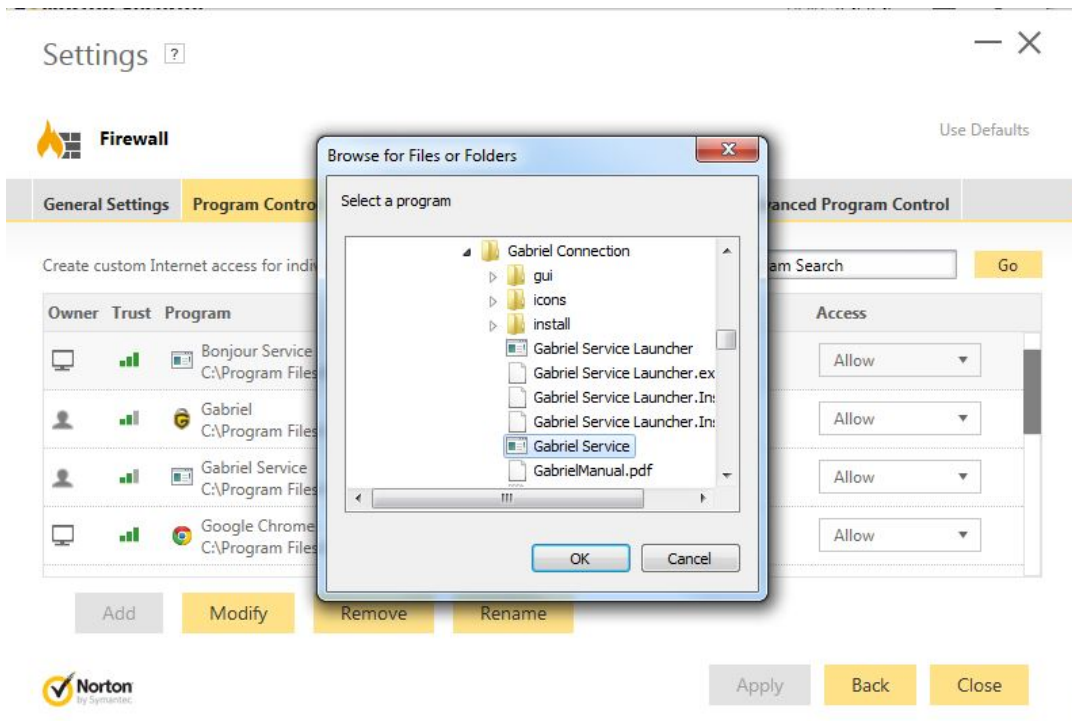 Settings ?
Firewall
Use Defaults
General Settings
Program Contro
anced Program Control
Create custom Internet access for indiv
am Search
Go
Owner Trust Program
Access
Bonjour Service
C:\Program Files
Allow
Gabriel
C:\Program Files
Allow
Gabriel Service
C:\Program Files
Allow
Google Chrome
C:\Program Files
Allow
Browse for Files or Folders
Select a program
Gabriel Connection
gui
icons
install
Gabriel Service Launcher
Gabriel Service Launcher.ex
Gabriel Service Launcher.Ins
Gabriel Service Launcher.Ins
Gabriel Service
GabrielManual.pdf
OK
Cancel
Add
Modify
Remove
Rename
Norton
by Symantec
Apply
Back
Close